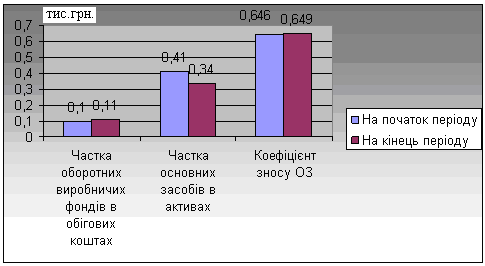 тис.грн.
0,7
0,6
0,5
0,4
0,3
0,2
0,1
0
0,1
0,11
0,41
0,34
0,646
0,649
Частка
оборотних
виробничих
фондів в
обігових
коштах
Частка
основних
засобів в
активах
Коефіцієнт
зносу ОЗ
На початок періоду
На кінець періоду